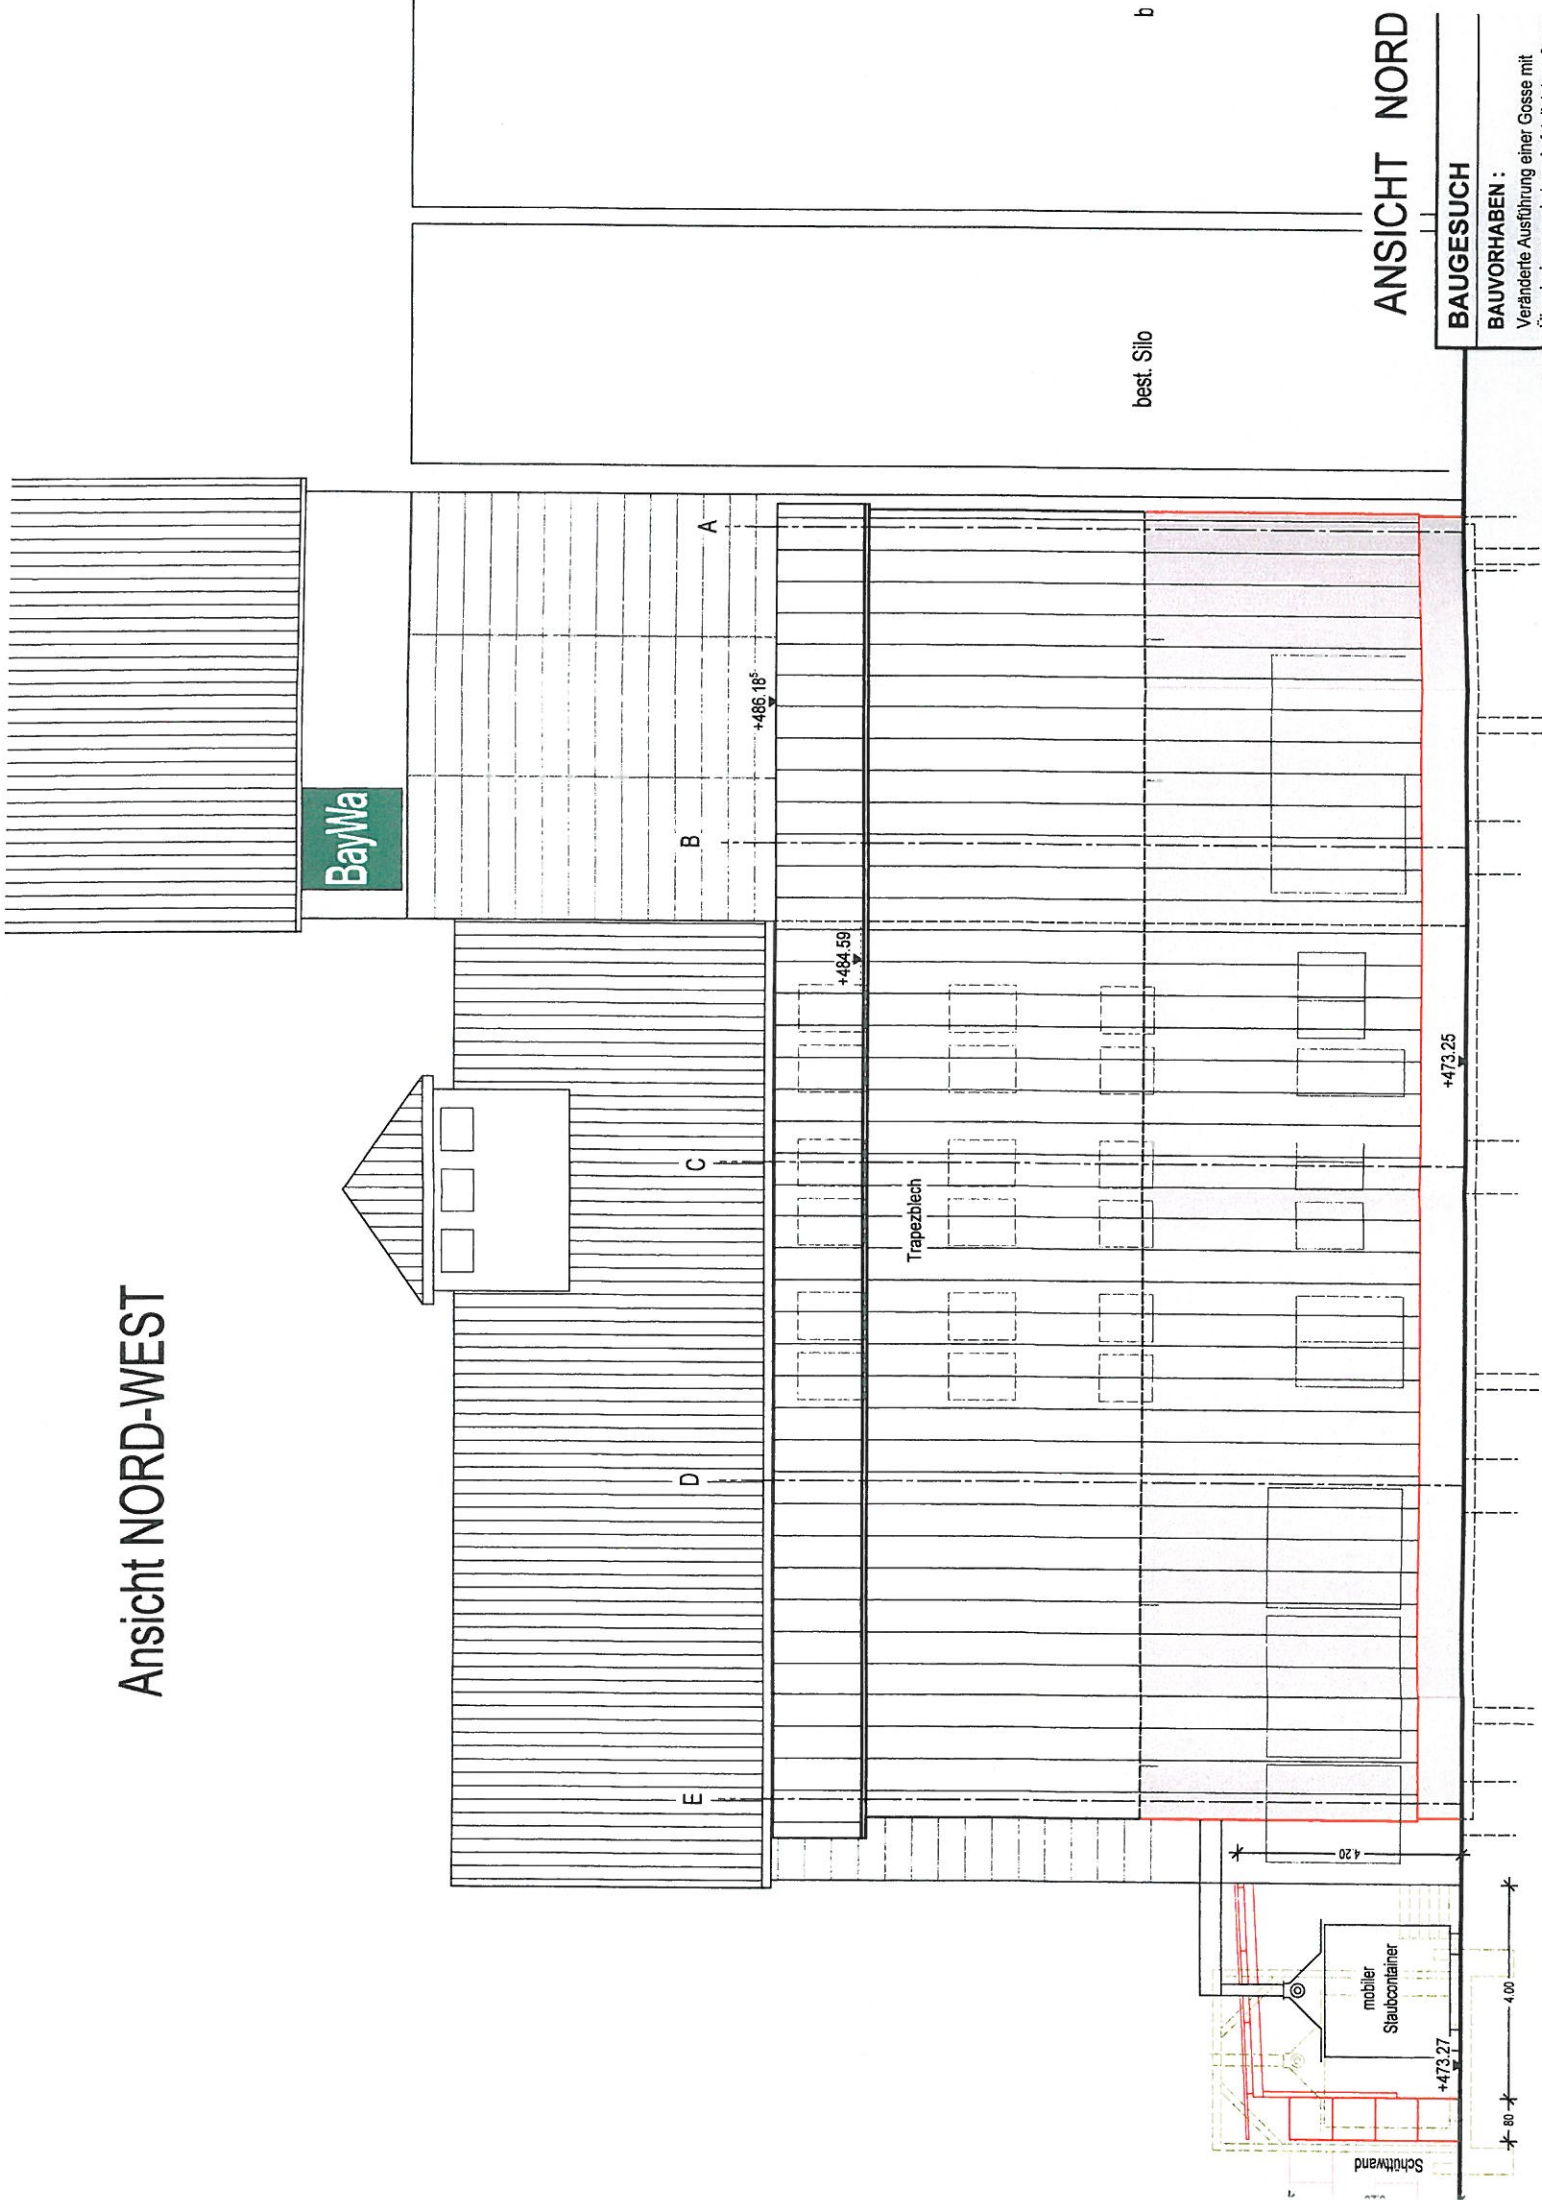 Ansicht NORD-WEST
BayWa
A
B
C
D
E
+486.18⁵
+484.59
Trapezblech
best. Silo
b
+473.25
4.20
mobiler
Staubcontainer
+473.27
4.00
80
Schüttwand
ANSICHT NORD
BAUGESUCH
BAUVORHABEN :
Veränderte Ausführung einer Gosse mit